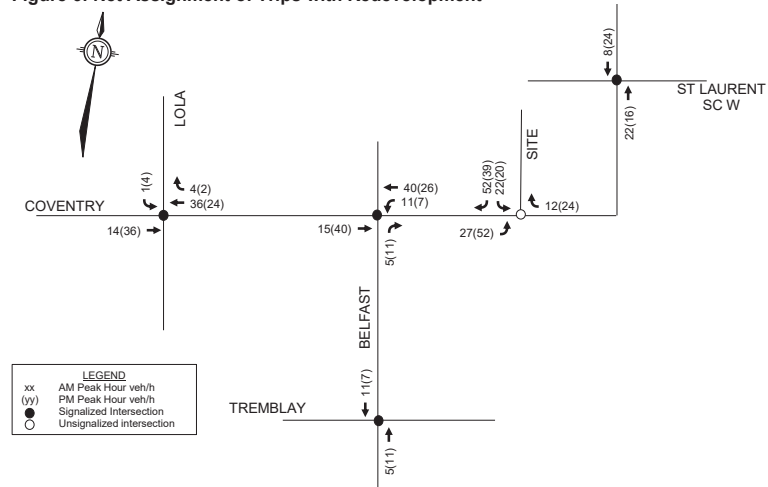 Figure 6: Net Assignment of Trips with Redevelopment
N
8(24)
ST LAURENT
SC W
22(16)
LOLA
SITE
1(4)
4(2)
36(24)
COVENTRY
14(36)
40(26)
11(7)
15(40)
5(11)
52(39)
22(20)
12(24)
27(52)
BELFAST
LEGEND
xx AM Peak Hour veh/h
(yy) PM Peak Hour veh/h
Signalized Intersection
Unsignalized intersection
11(7)
TREMBLAY
5(11)